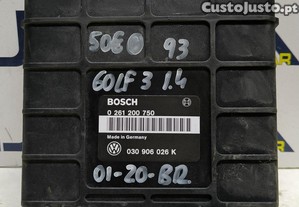 CustoJusto.pt
5060 93
GOLF 3 1.4
BOSCH
0 261 200 750
Made in Germany
030 906 026 K
01-20-BR